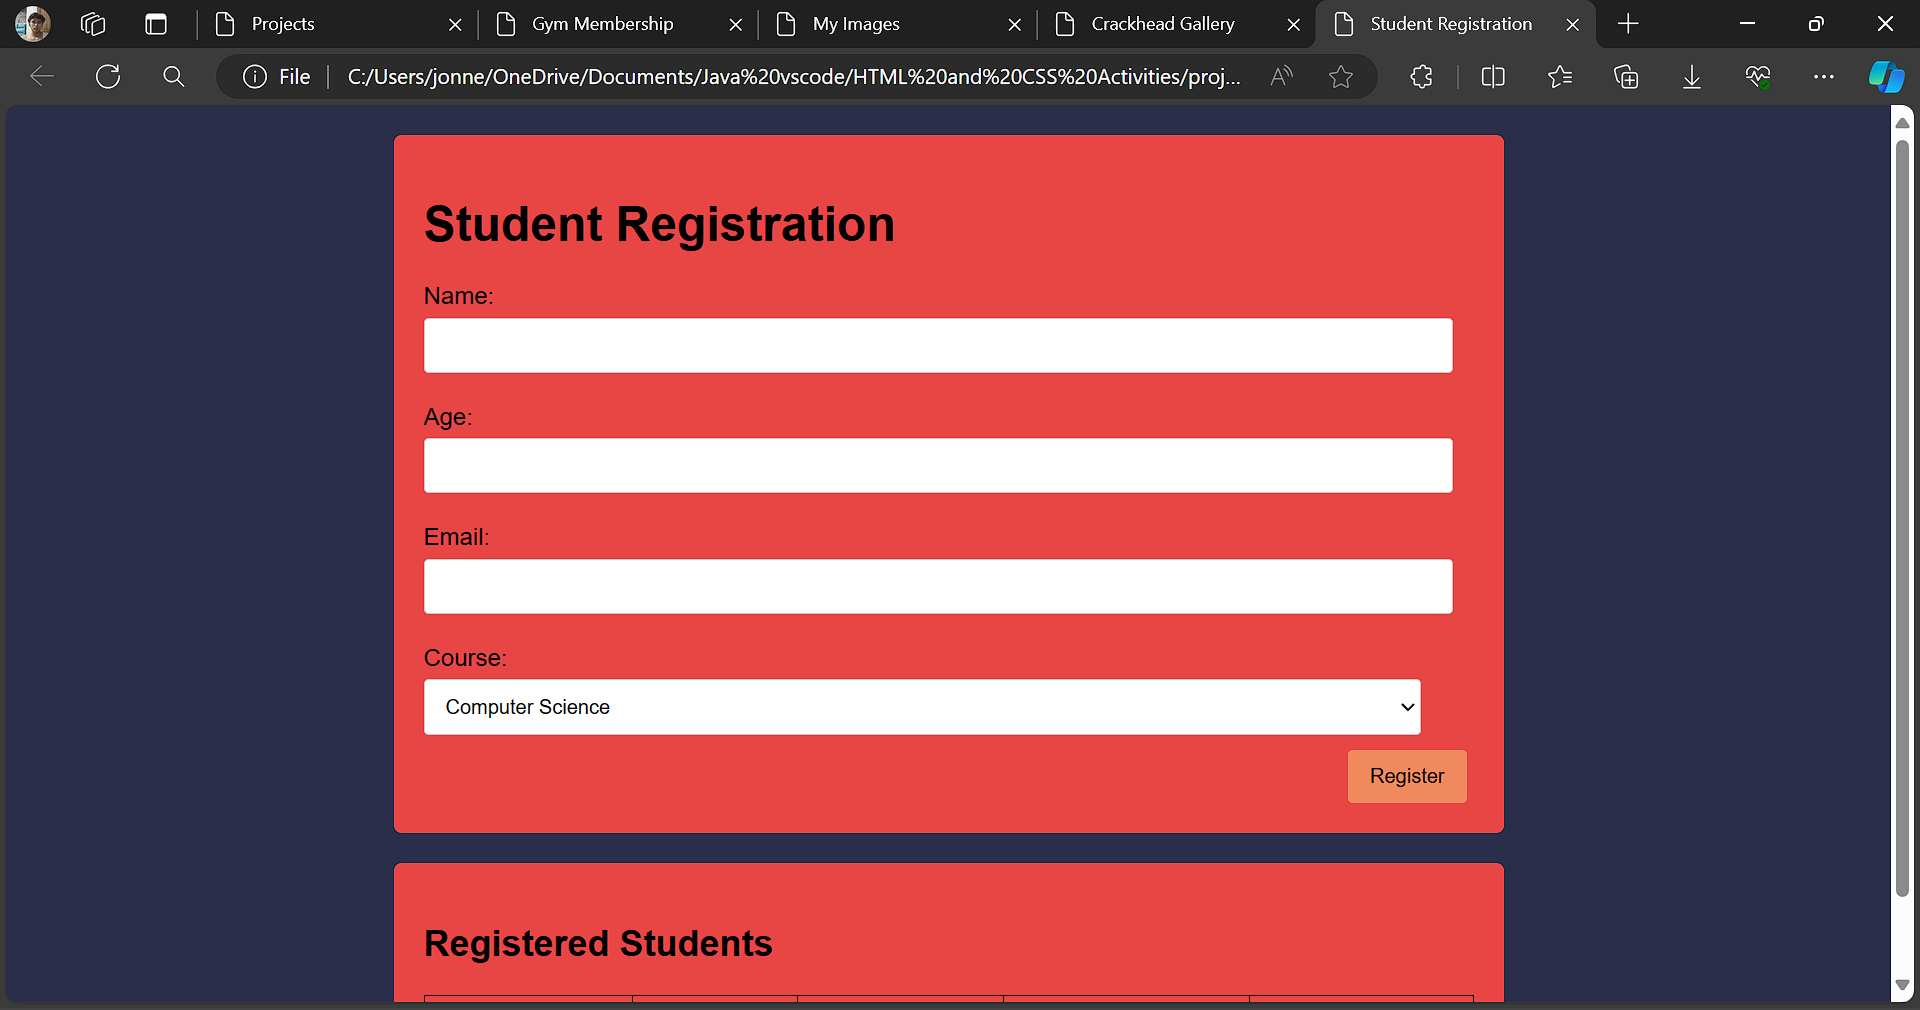 Projects
Gym Membership
My Images
Crackhead Gallery
Student Registration
File
C:/Users/jonne/OneDrive/Documents/Java%20vscode/HTML%20and%20CSS%20Activities/proj...
Student Registration
Name:
Age:
Email:
Course:
Computer Science
Register
Registered Students